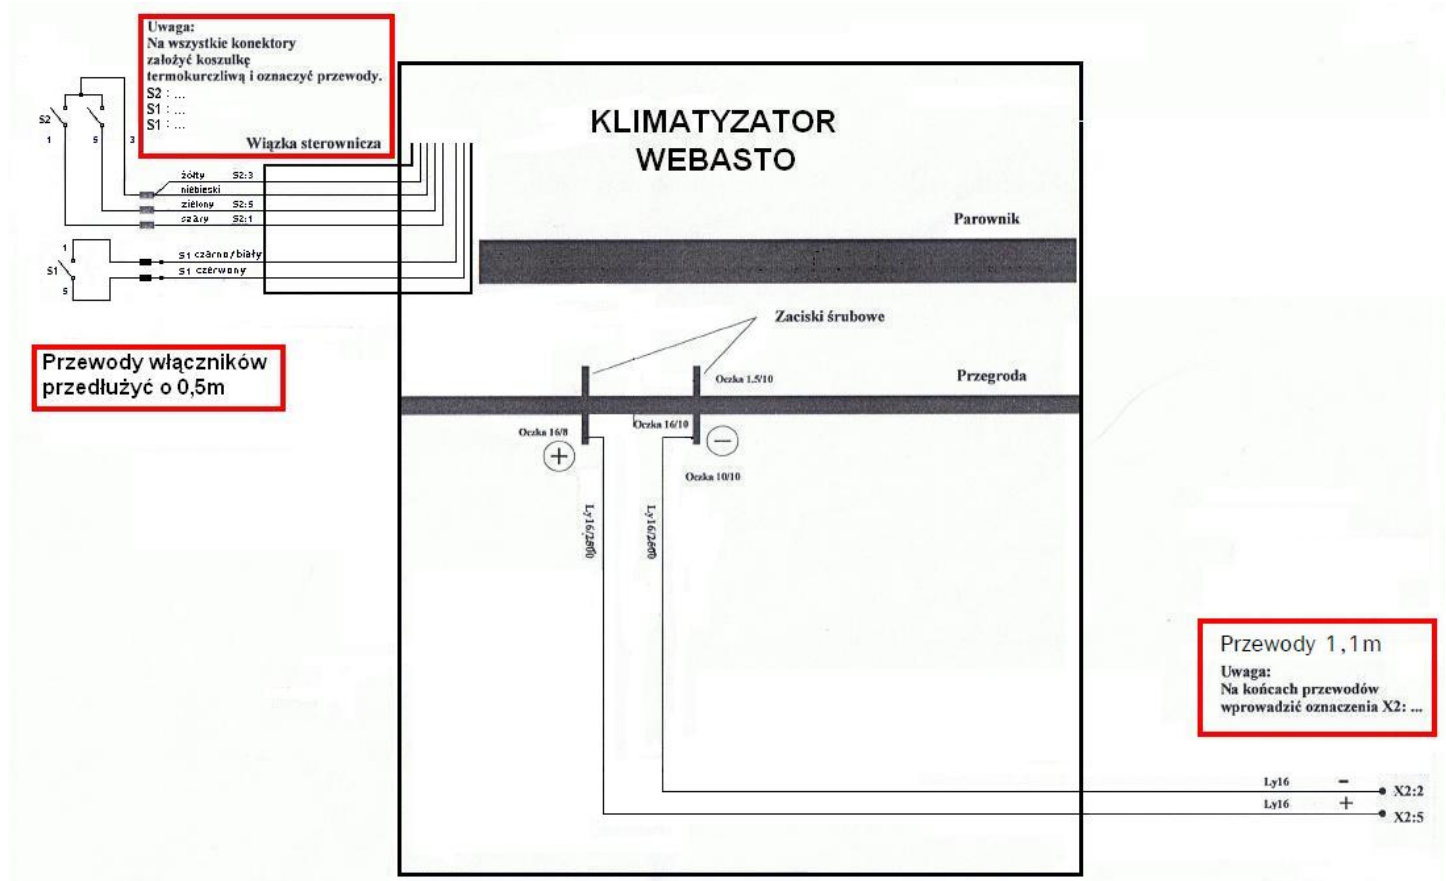 Uwaga:
Na wszystkie konektory
założyć koszulkę
termokurczliwą i oznaczyć przewody.
S2 : ...
S1 : ...
S1 : ...
Wiązka sterownicza
KLIMATYZATOR
WEBASTO
S2
1
5
3
żółty S2:3
niebieski
zielony S2:5
szary S2:1
Parownik
1
S1
5
S1 czarno/biały
S1 czerwony
Zaciski śrubowe
Przewody włączników
przedłużyć o 0,5m
Oczka 1.5/10
Przegroda
Oczka 16/8
Oczka 16/10
+
−
Oczka 10/10
Ly16/2800
Ly16/2600
Przewody 1,1m
Uwaga:
Na końcach przewodów
wprowadzić oznaczenia X2: ...
Ly16 − X2:2
Ly16 + X2:5